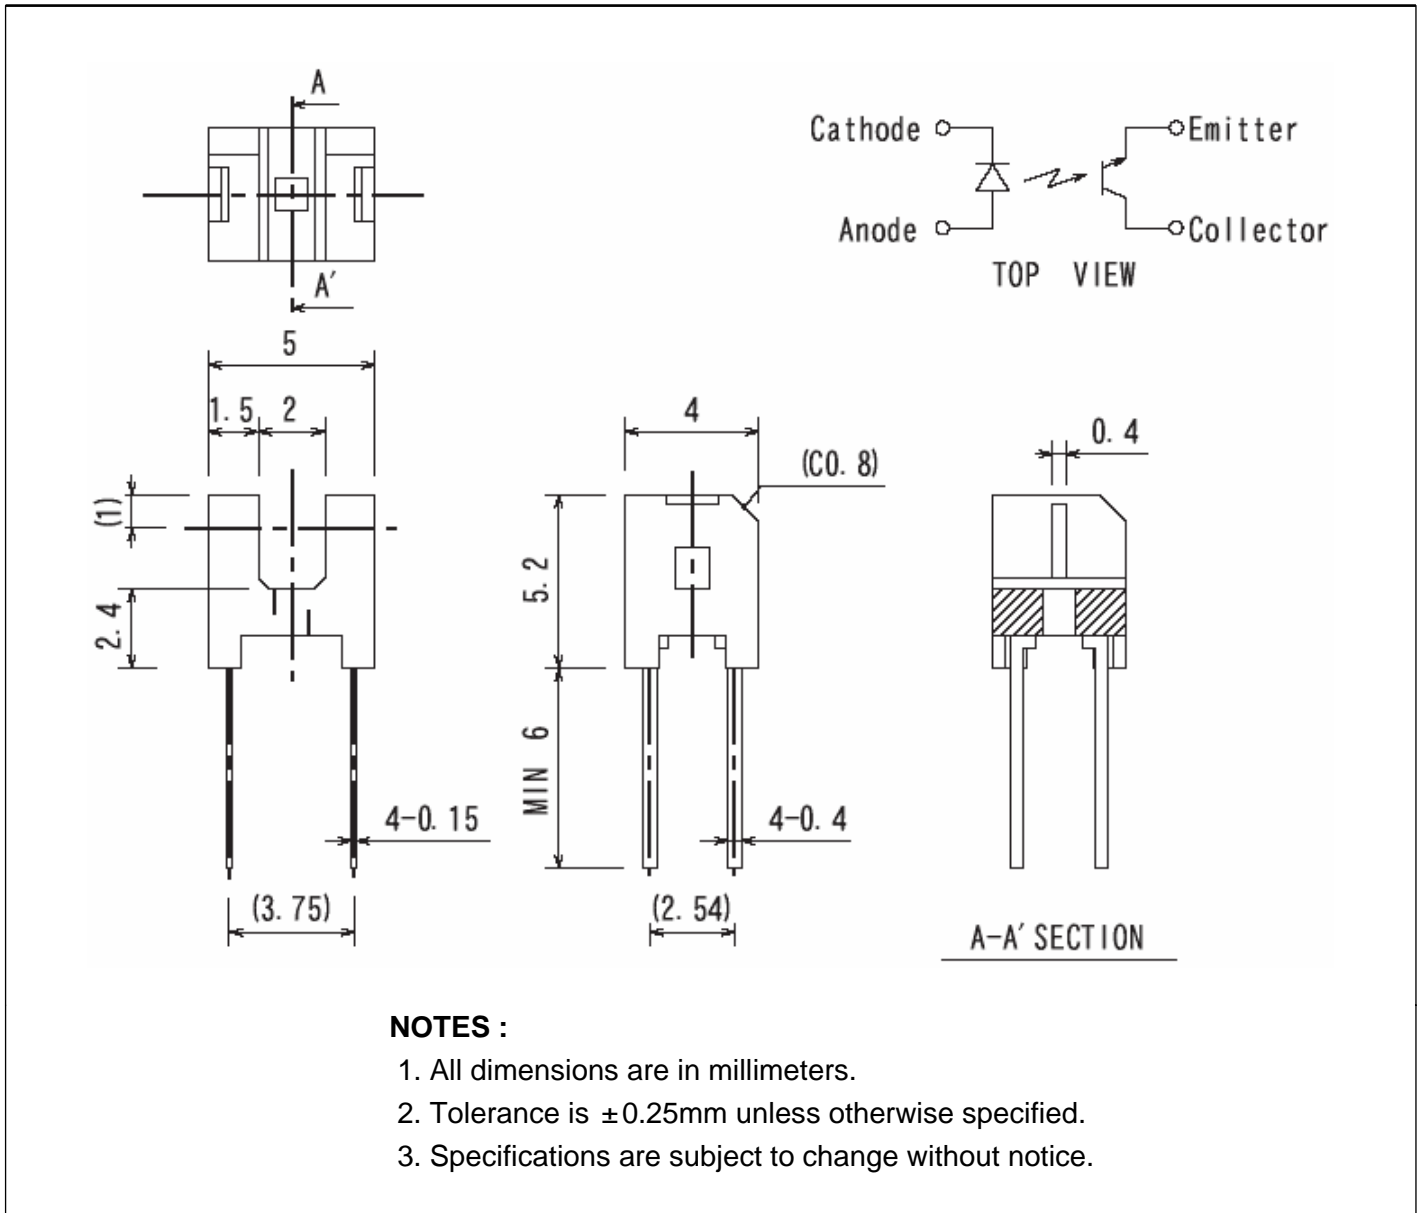 A
Cathode
Emitter
Anode
Collector
A'
TOP VIEW
5
1.5
2
4
0.4
(C0.8)
(1)
5.2
2.4
MIN 6
4-0.15
4-0.4
(3.75)
(2.54)
A-A' SECTION
NOTES :
1. All dimensions are in millimeters.
2. Tolerance is ±0.25mm unless otherwise specified.
3. Specifications are subject to change without notice.